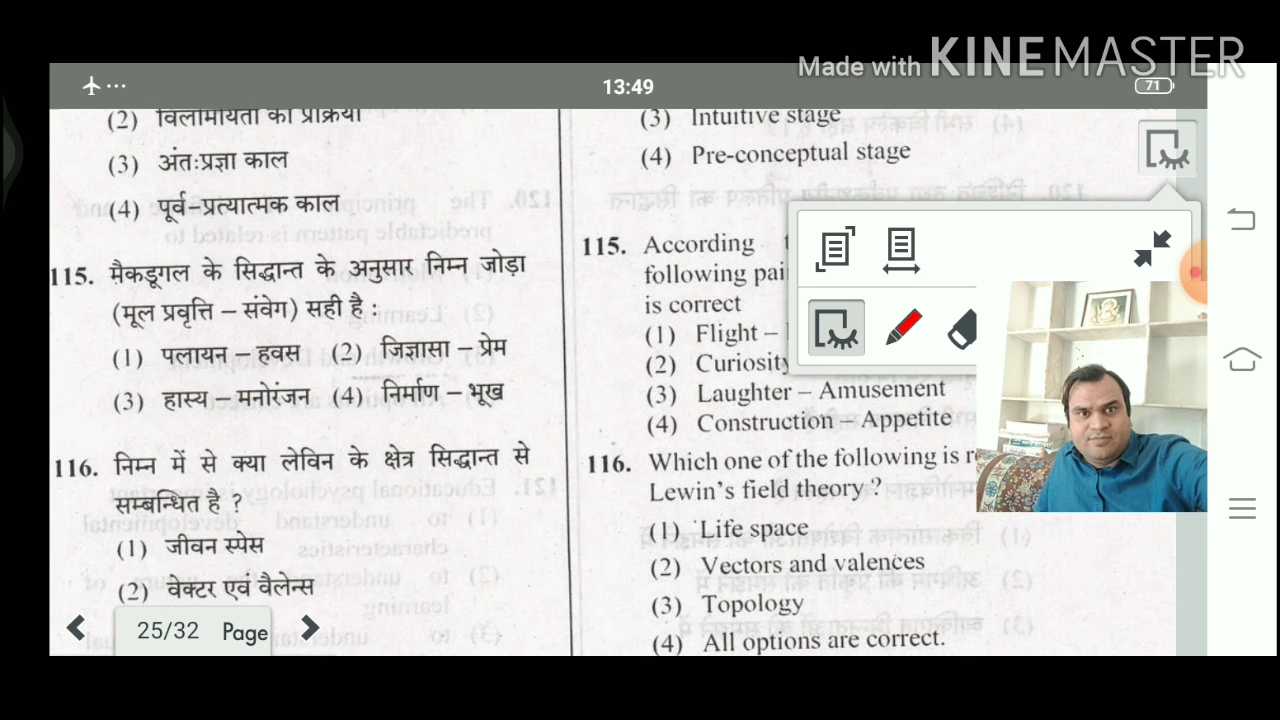 Made with KINEMASTER
13:49
71
(2) विलोमीयता की प्रक्रिया
(3) अंत:प्रज्ञा काल
(4) पूर्व-प्रत्यात्मक काल
115. मैकडूगल के सिद्धान्त के अनुसार निम्न जोड़ा
(मूल प्रवृत्ति – संवेग) सही है :
(1) पलायन – हवस (2) जिज्ञासा – प्रेम
(3) हास्य – मनोरंजन (4) निर्माण – भूख
116. निम्न में से क्या लेविन के क्षेत्र सिद्धान्त से
सम्बन्धित है ?
(1) जीवन स्पेस
(2) वेक्टर एवं वैलेन्स
(3) Intuitive stage
(4) Pre-conceptual stage
115. According
following
is correct
(1) Flight –
(2) Curiosity
(3) Laughter – Amusement
(4) Construction – Appetite
116. Which one of the following is
Lewin's field theory ?
(1) Life space
(2) Vectors and valences
(3) Topology
(4) All options are correct.
25/32 Page